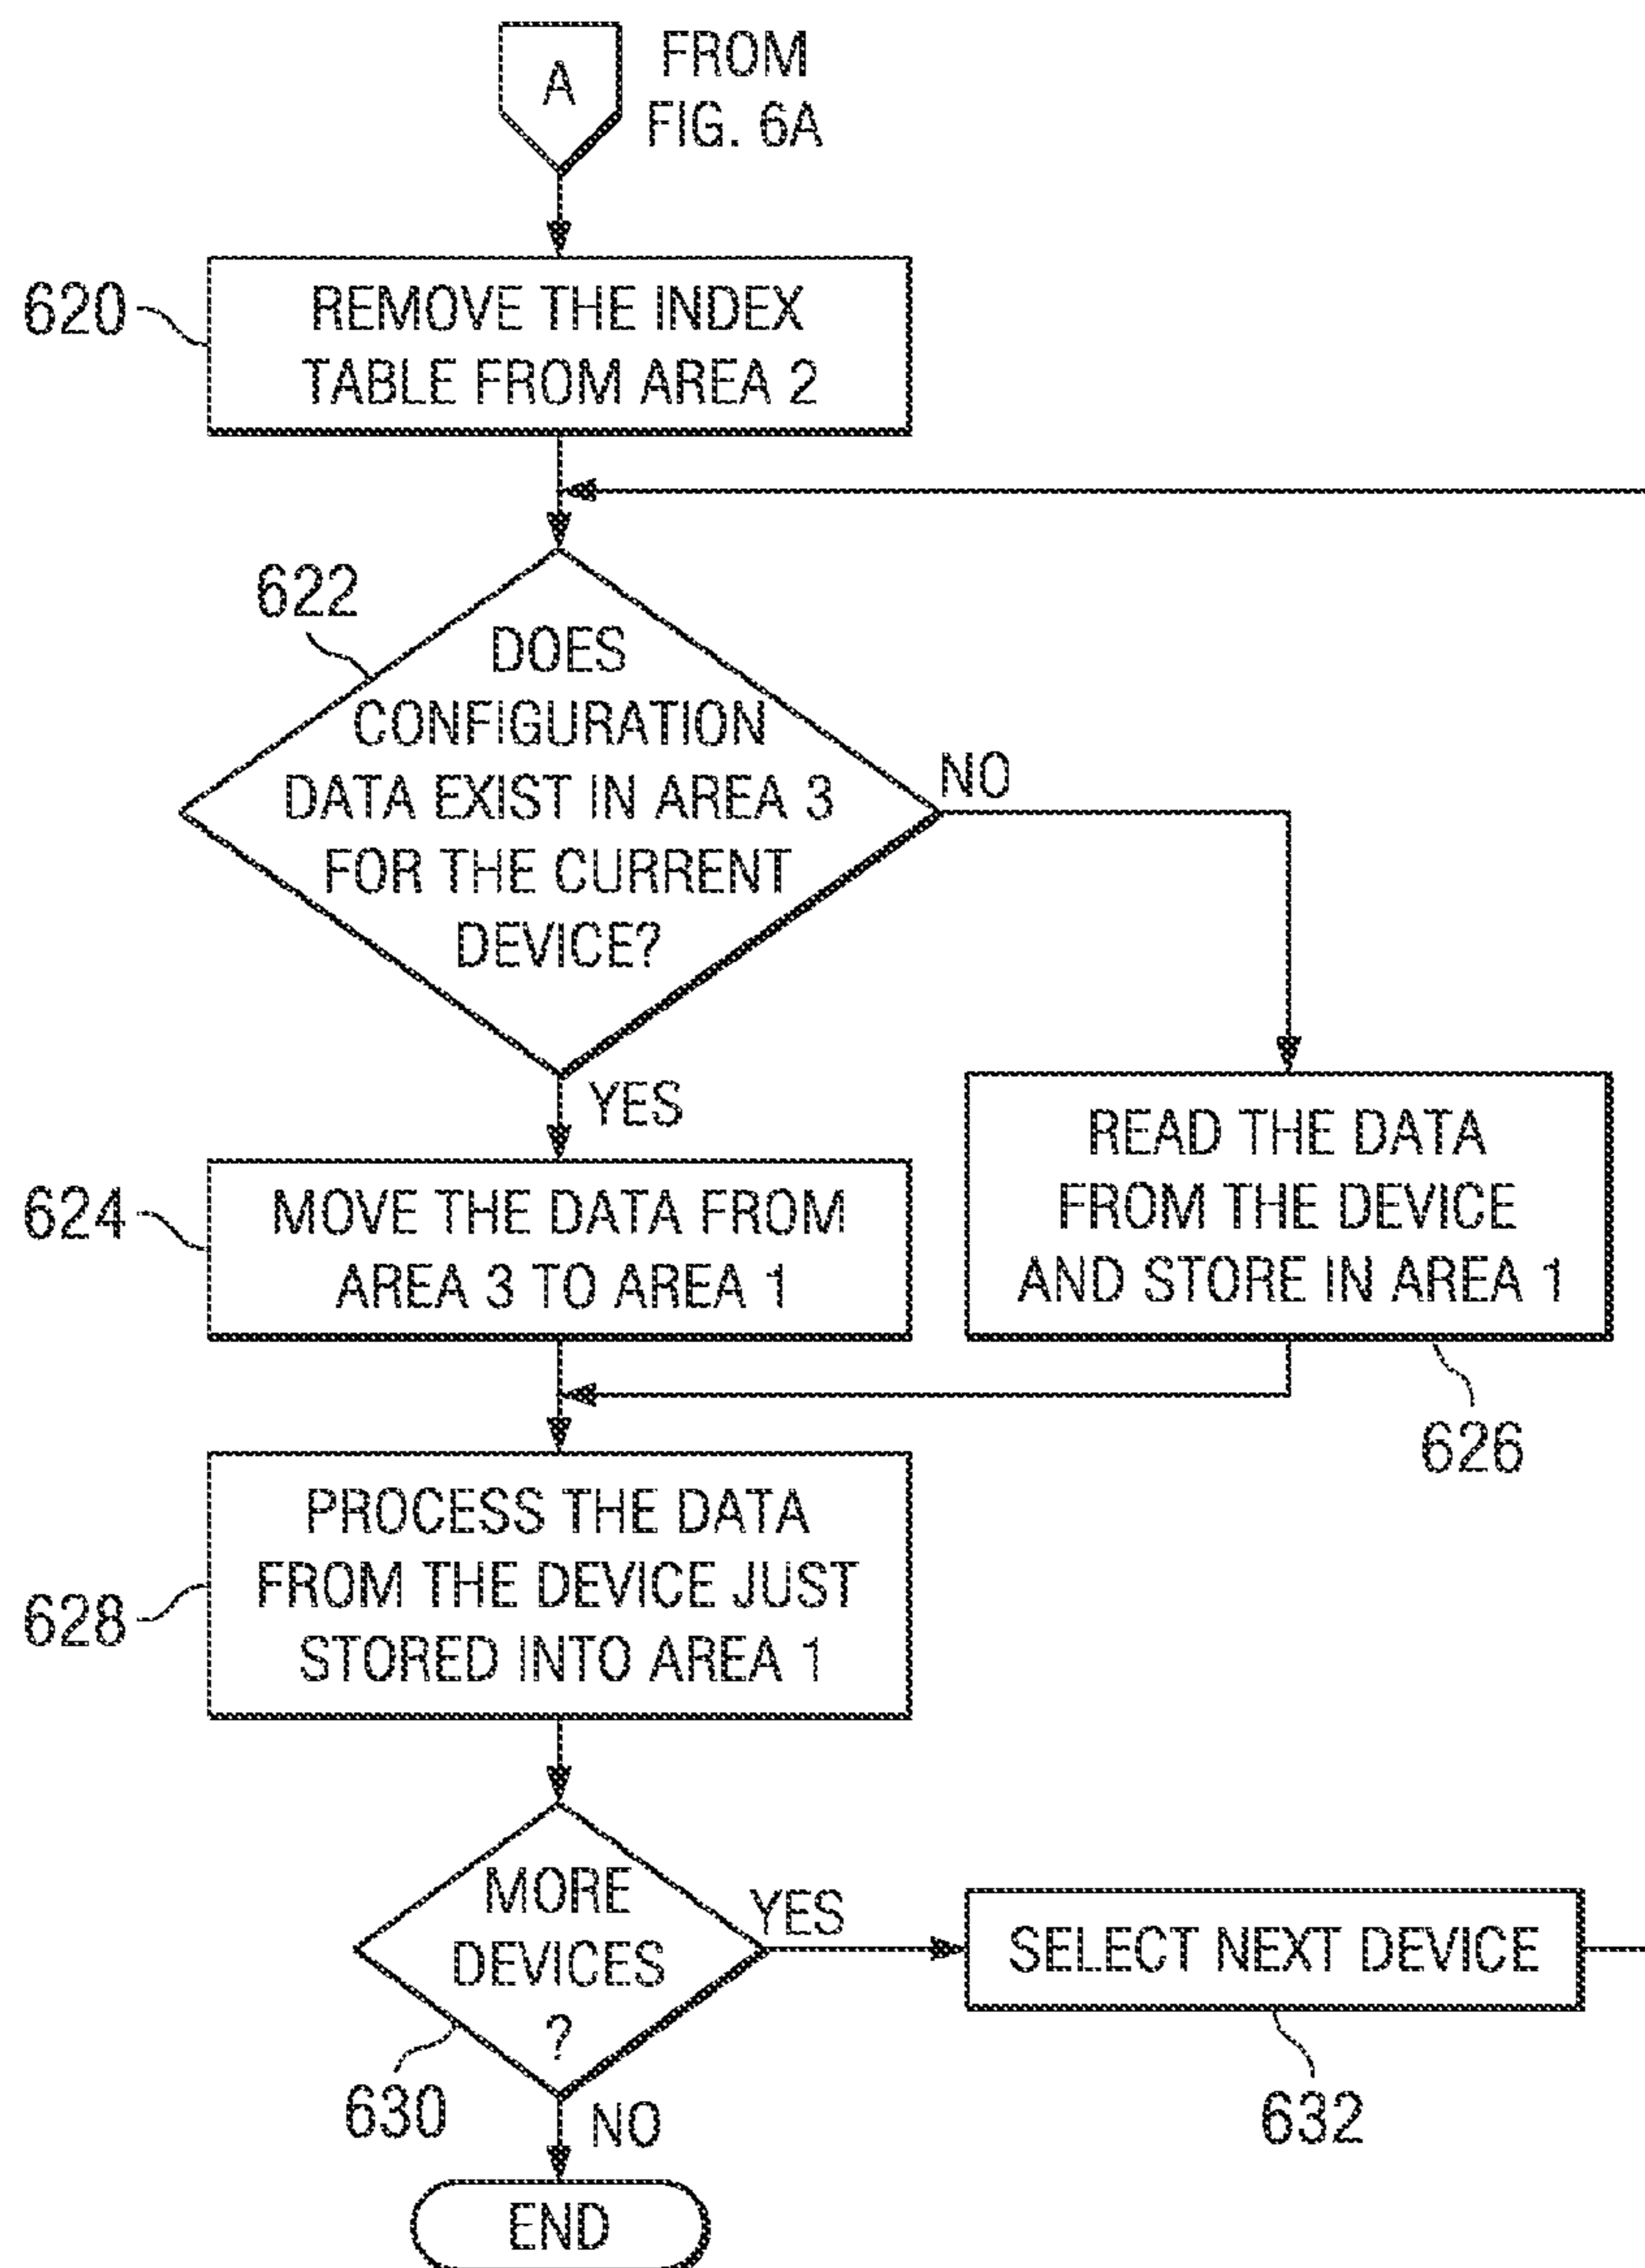 A
FROM
FIG. 6A
620
REMOVE THE INDEX
TABLE FROM AREA 2
622
DOES
CONFIGURATION
DATA EXIST IN AREA 3
FOR THE CURRENT
DEVICE?
NO
YES
624
MOVE THE DATA FROM
AREA 3 TO AREA 1
READ THE DATA
FROM THE DEVICE
AND STORE IN AREA 1
626
628
PROCESS THE DATA
FROM THE DEVICE JUST
STORED INTO AREA 1
MORE
DEVICES
?
YES
SELECT NEXT DEVICE
630
NO
632
END